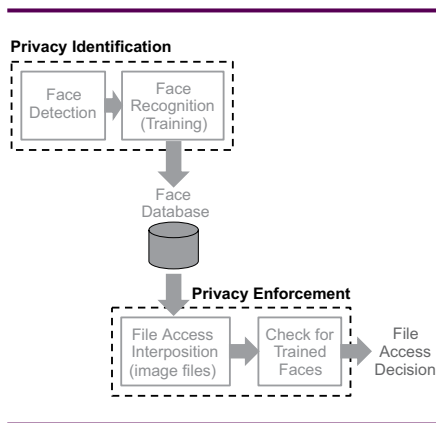 Privacy Identification
Face
Detection
Face
Recognition
(Training)
Face
Database
Privacy Enforcement
File Access
Interposition
(image files)
Check for
Trained
Faces
File
Access
Decision